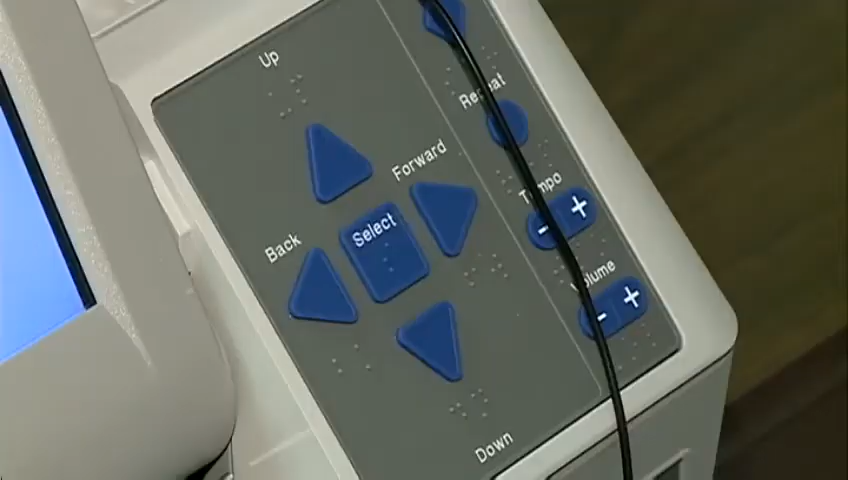 Up
Repeat
Forward
Tempo
- +
Back
Select
Volume
- +
Down